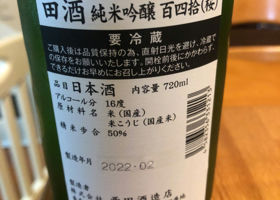 田酒 純米吟醸 百四拾(桜)
要冷蔵
ご購入後は品質保持の為、直射日光を避け、冷蔵で
の保存をお願いいたします。開栓前後にかかわらず、
できるだけお早めにお召し上がりください。
品目 日本酒 内容量 720ml
アルコール分 16度
原材料名 米(国産)
米こうじ(国産米)
精米歩合 50%
製造年月 2022.02
西田酒造店